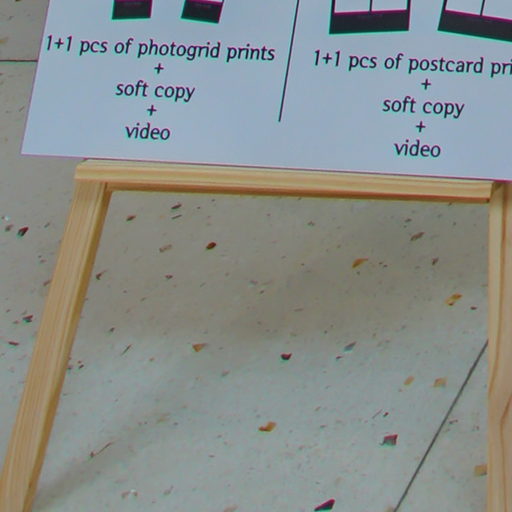 1+1 pcs of photogrid prints
+
soft copy
+
video
1+1 pcs of postcard pri
+
soft copy
+
video